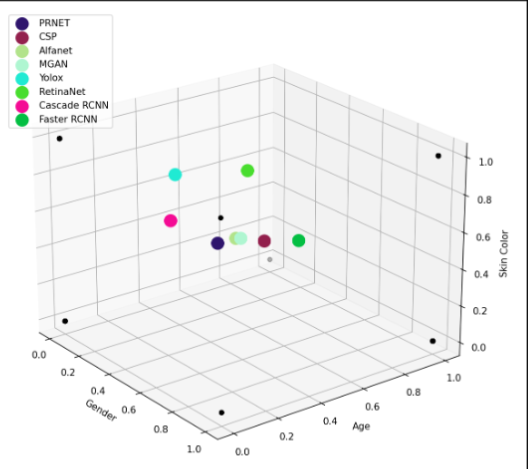 PRNET
CSP
Alfanet
MGAN
Yolox
RetinaNet
Cascade RCNN
Faster RCNN
1.0
0.8
0.6
0.4
0.2
0.0
Skin Color
0.0
0.2
0.4
0.6
0.8
1.0
Gender
0.0
0.2
0.4
0.6
0.8
1.0
Age